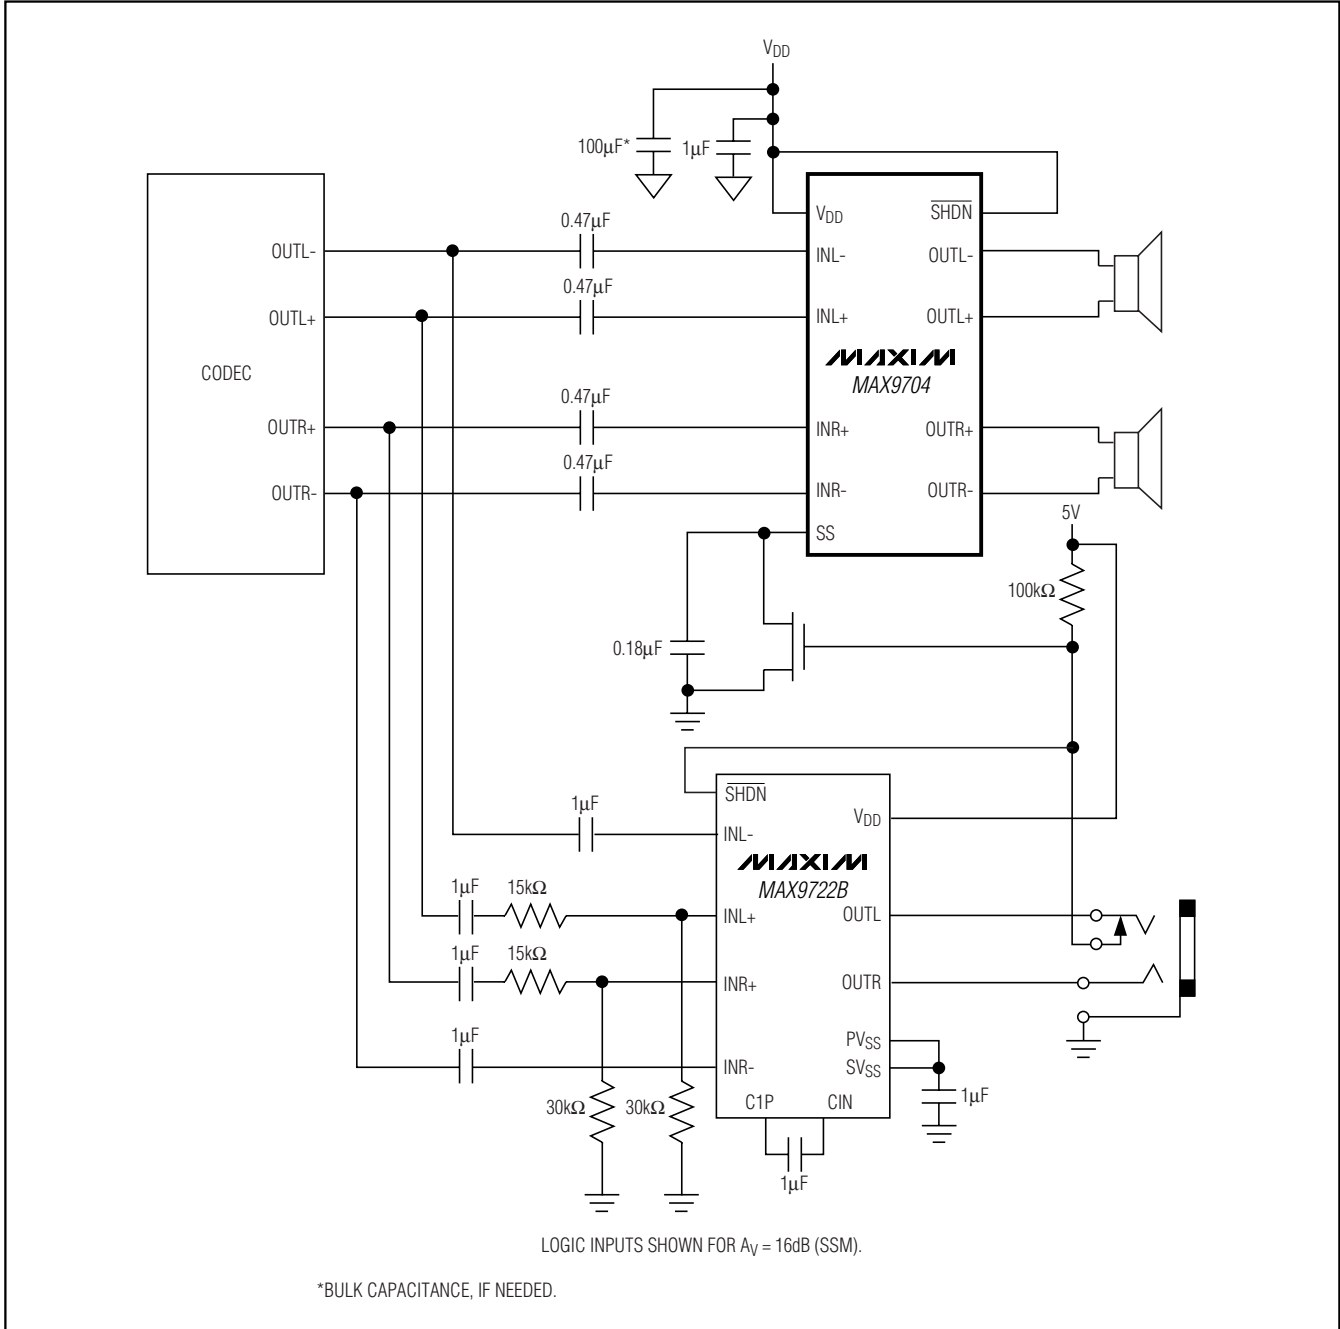 VDD
100µF*
1µF
VDD
SHDN
0.47µF
OUTL-
INL-
OUTL-
0.47µF
OUTL+
INL+
OUTL+
MAXIM
CODEC
MAX9704
0.47µF
OUTR+
INR+
OUTR+
0.47µF
OUTR-
INR-
OUTR-
5V
SS
100kΩ
0.18µF
SHDN
1µF
VDD
INL-
MAXIM
1µF
15kΩ
MAX9722B
INL+
OUTL
1µF
15kΩ
INR+
OUTR
1µF
PVSS
INR-
SVSS
1µF
30kΩ
30kΩ
C1P
CIN
1µF
LOGIC INPUTS SHOWN FOR AV = 16dB (SSM).
*BULK CAPACITANCE, IF NEEDED.